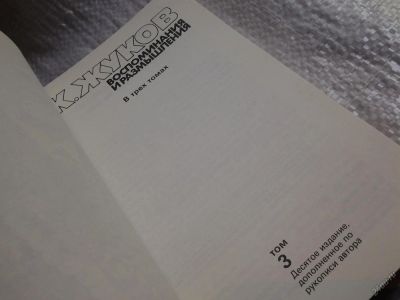 К. ЖУКОВ
ВОСПОМИНАНИЯ
И РАЗМЫШЛЕНИЯ
В трех томах
ТОМ
3
Десятое издание,
дополненное по
рукописи автора